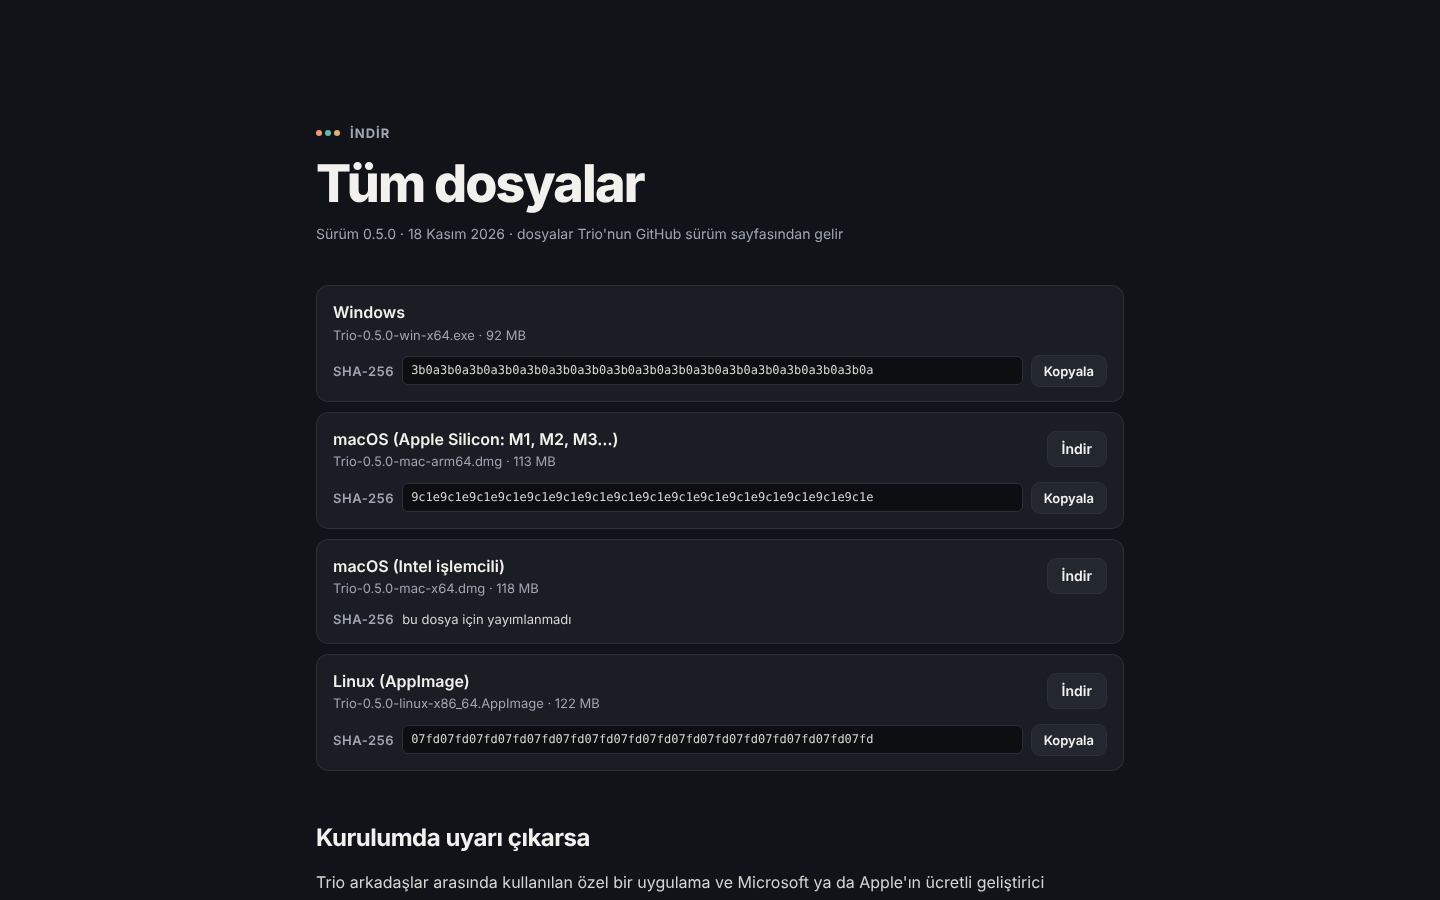 İNDİR
Tüm dosyalar
Sürüm 0.5.0 · 18 Kasım 2026 · dosyalar Trio'nun GitHub sürüm sayfasından gelir
Windows
Trio-0.5.0-win-x64.exe · 92 MB
SHA-256 3b0a3b0a3b0a3b0a3b0a3b0a3b0a3b0a3b0a3b0a3b0a3b0a3b0a3b0a3b0a3b0a Kopyala
macOS (Apple Silicon: M1, M2, M3…) İndir
Trio-0.5.0-mac-arm64.dmg · 113 MB
SHA-256 9c1e9c1e9c1e9c1e9c1e9c1e9c1e9c1e9c1e9c1e9c1e9c1e9c1e9c1e9c1e9c1e Kopyala
macOS (Intel işlemcili) İndir
Trio-0.5.0-mac-x64.dmg · 118 MB
SHA-256 bu dosya için yayımlanmadı
Linux (AppImage) İndir
Trio-0.5.0-linux-x86_64.AppImage · 122 MB
SHA-256 07fd07fd07fd07fd07fd07fd07fd07fd07fd07fd07fd07fd07fd07fd07fd07fd Kopyala
Kurulumda uyarı çıkarsa
Trio arkadaşlar arasında kullanılan özel bir uygulama ve Microsoft ya da Apple'ın ücretli geliştirici